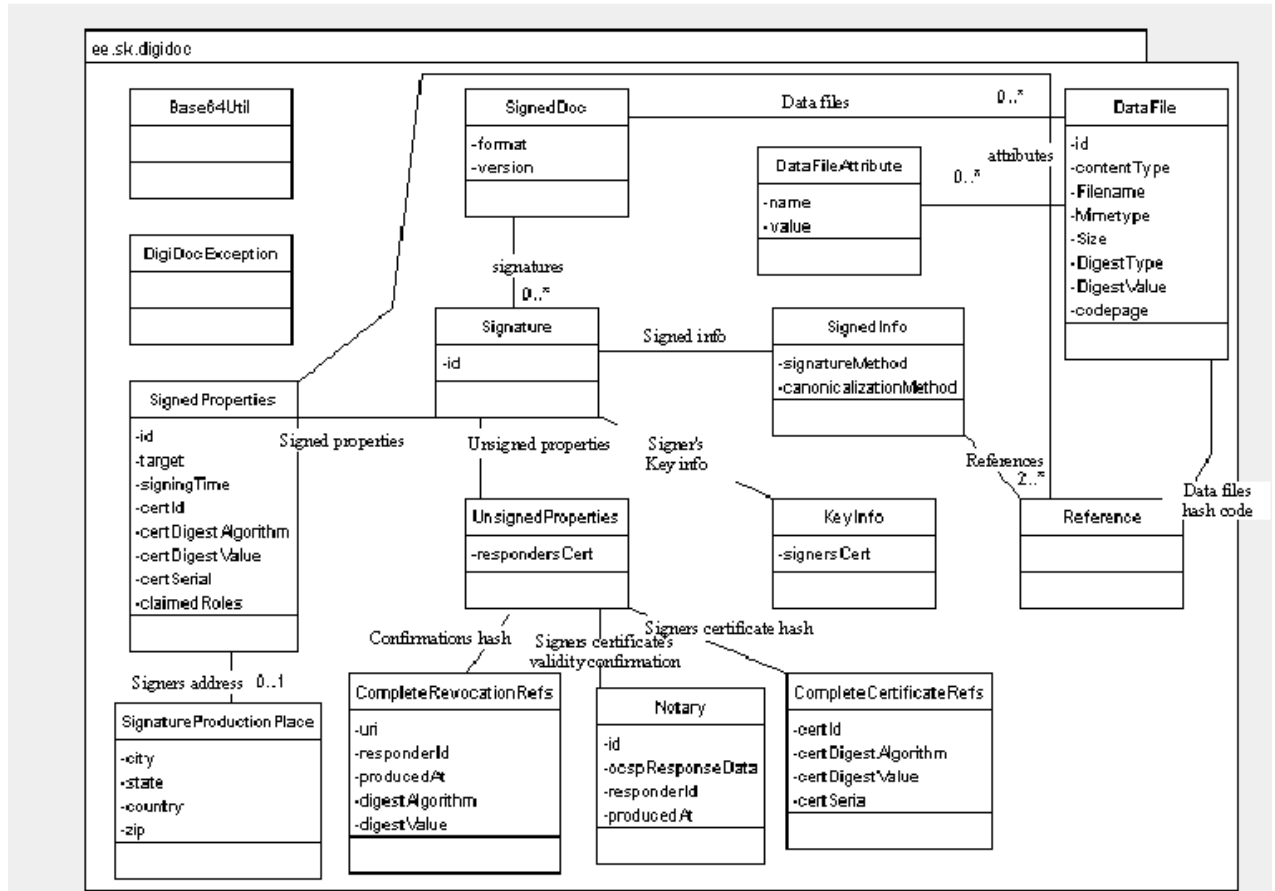 ee.sk.digidoc
Base64Util
SignedDoc
-format
-version
Data files
0..*
DataFile
-id
-contentType
-Filename
-Mimetype
-Size
-DigestType
-DigestValue
-codepage
attributes
0..*
DataFileAttribute
-name
-value
DigiDocException
signatures
0..*
Signature
-id
Signed info
SignedInfo
-signatureMethod
-canonicalizationMethod
SignedProperties
-id
-target
-signingTime
-certId
-certDigestAlgorithm
-certDigestValue
-certSerial
-claimedRoles
Signed properties
Unsigned properties
Signer's
Key info
References
2..*
Data files
hash code
UnsignedProperties
-respondersCert
KeyInfo
-signersCert
Reference
Confirmations hash
Signers certificate's
validity confirmation
Signers certificate hash
Signers address 0..1
SignatureProductionPlace
-city
-state
-country
-zip
CompleteRevocationRefs
-uri
-responderId
-producedAt
-digestAlgorithm
-digestValue
Notary
-id
-ocspResponseData
-responderId
-producedAt
CompleteCertificateRefs
-certId
-certDigestAlgorithm
-certDigestValue
-certSeria